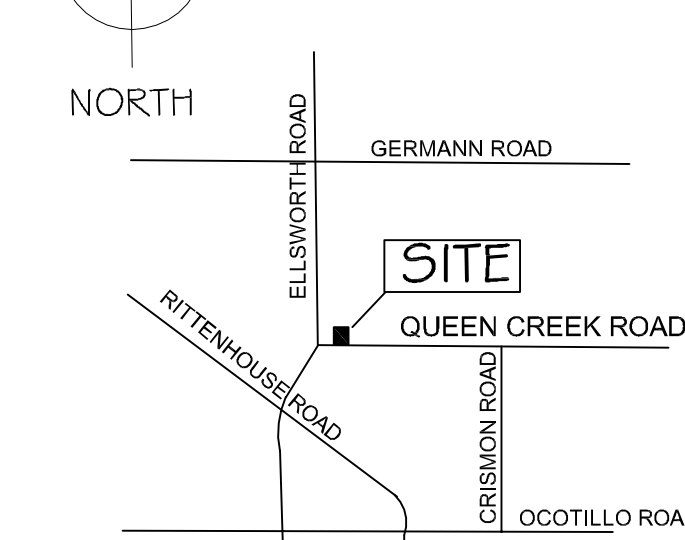 NORTH
ELLSWORTH ROAD
GERMANN ROAD
SITE
RITTENHOUSE ROAD
QUEEN CREEK ROAD
CRISMON ROAD
OCOTILLO ROA